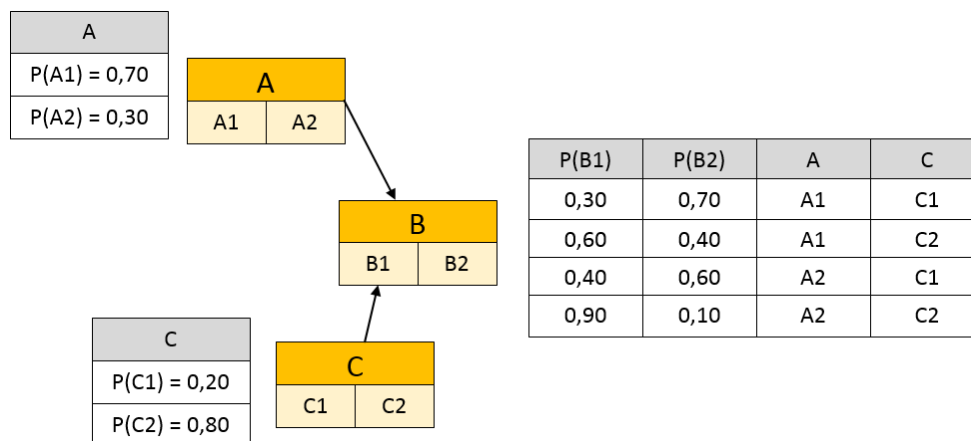 A
P(A1) = 0,70
P(A2) = 0,30
A
A1 A2
P(B1) P(B2) A C
0,30 0,70 A1 C1
0,60 0,40 A1 C2
0,40 0,60 A2 C1
0,90 0,10 A2 C2
B
B1 B2
C
P(C1) = 0,20
P(C2) = 0,80
C
C1 C2